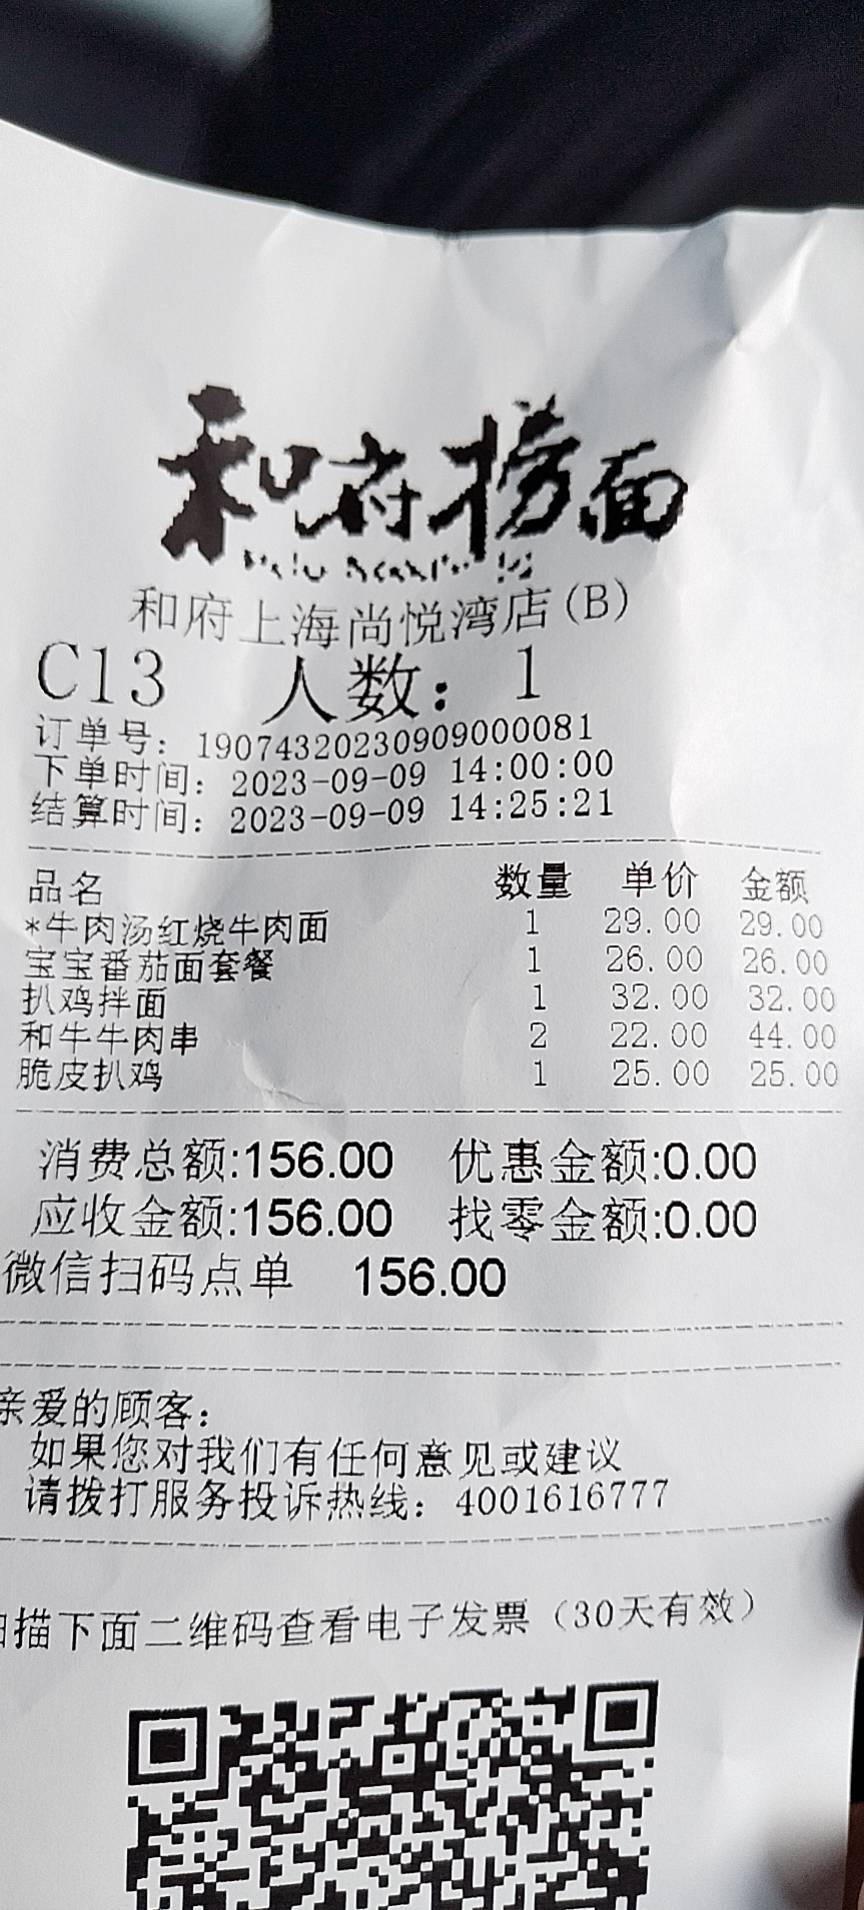 和府捞面
和府上海尚悦湾店(B)
C13 人数: 1
订单号: 19074320230909000081
下单时间: 2023-09-09 14:00:00
结算时间: 2023-09-09 14:25:21
品名 数量 单价 金额
*牛肉汤红烧牛肉面 1 29.00 29.00
宝宝番茄面套餐 1 26.00 26.00
扒鸡拌面 1 32.00 32.00
和牛牛肉串 2 22.00 44.00
脆皮扒鸡 1 25.00 25.00
消费总额:156.00 优惠金额:0.00
应收金额:156.00 找零金额:0.00
微信扫码点单 156.00
亲爱的顾客:
如果您对我们有任何意见或建议
请拨打服务投诉热线: 4001616777
扫描下面二维码查看电子发票（30天有效）